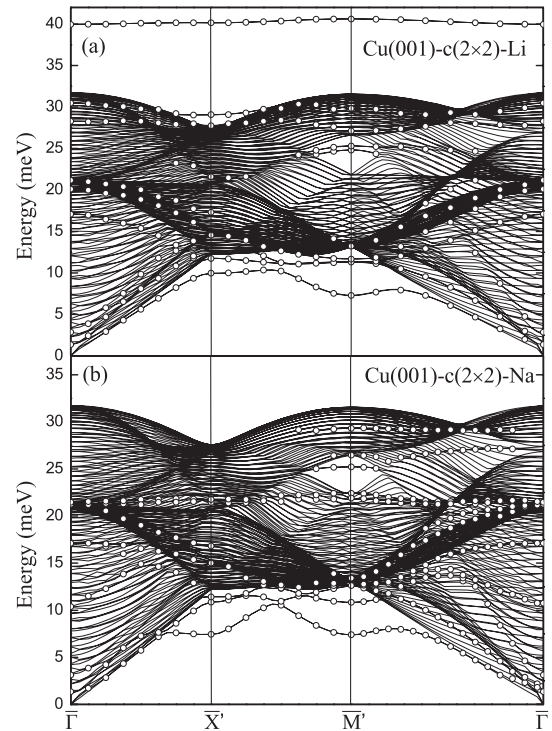 40
(a)
Cu(001)-c(2×2)-Li
35
30
25
20
15
10
5
0
Energy (meV)
(b)
Cu(001)-c(2×2)-Na
35
30
25
20
15
10
5
0
Energy (meV)
Γ̅ X̅' M̅' Γ̅